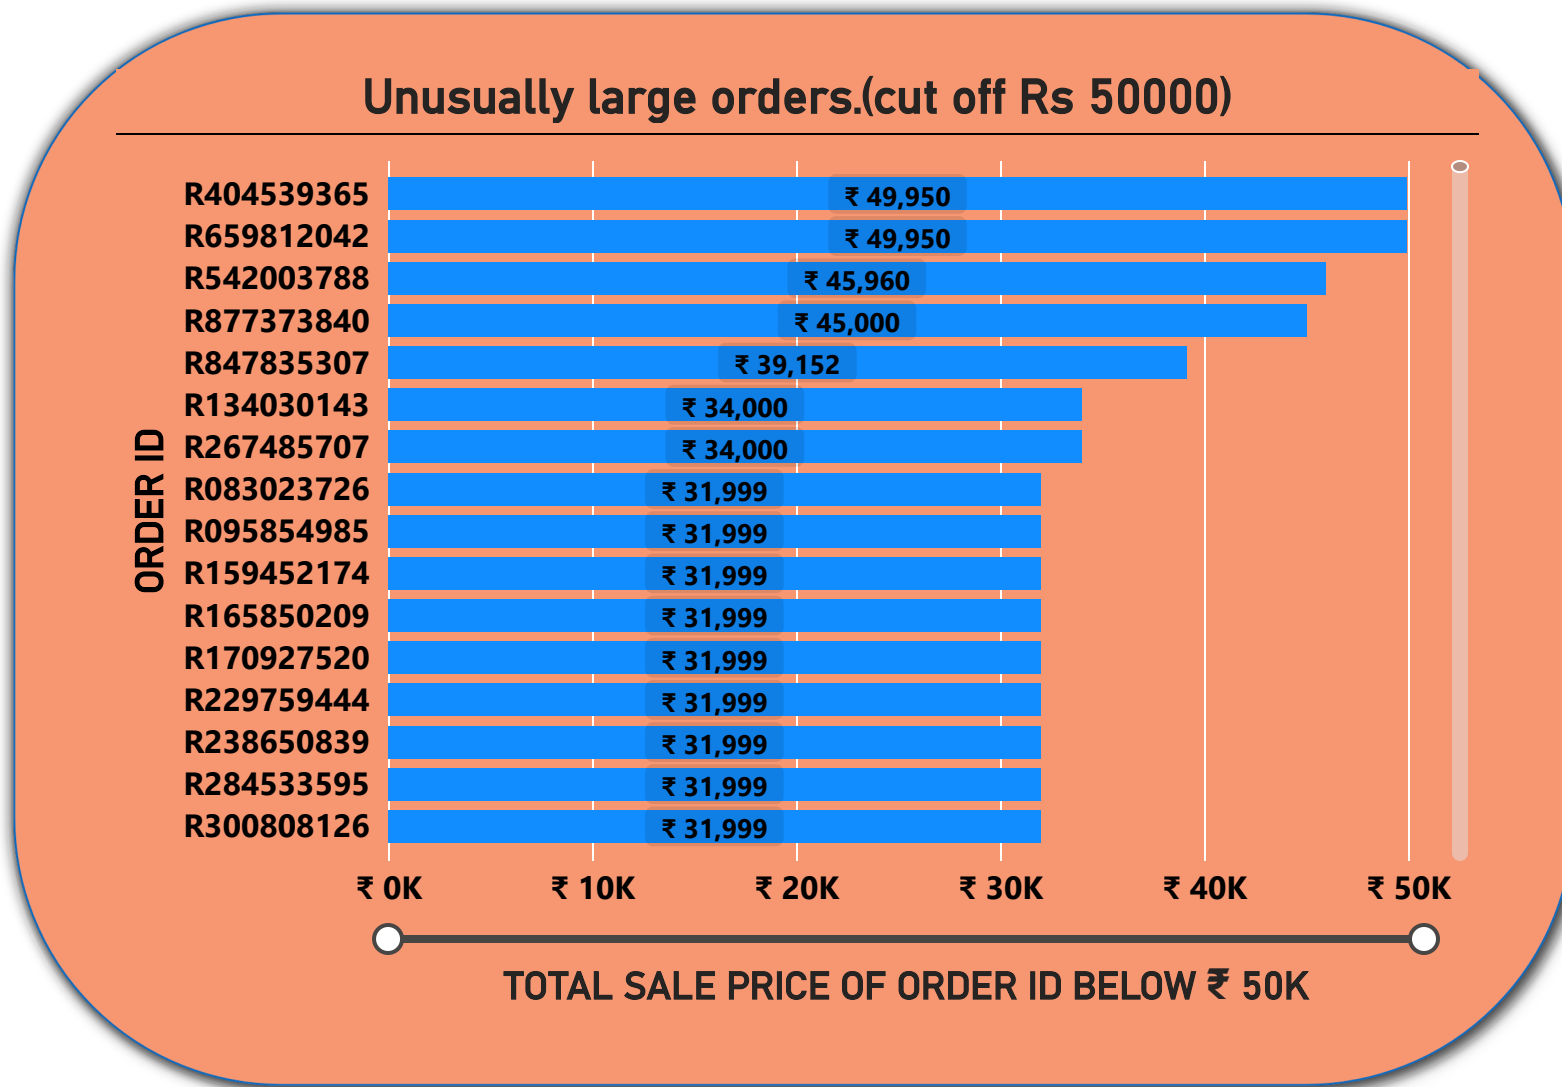 Unusually large orders.(cut off Rs 50000)
ORDER ID
R404539365 ₹ 49,950
R659812042 ₹ 49,950
R542003788 ₹ 45,960
R877373840 ₹ 45,000
R847835307 ₹ 39,152
R134030143 ₹ 34,000
R267485707 ₹ 34,000
R083023726 ₹ 31,999
R095854985 ₹ 31,999
R159452174 ₹ 31,999
R165850209 ₹ 31,999
R170927520 ₹ 31,999
R229759444 ₹ 31,999
R238650839 ₹ 31,999
R284533595 ₹ 31,999
R300808126 ₹ 31,999
₹ 0K ₹ 10K ₹ 20K ₹ 30K ₹ 40K ₹ 50K
TOTAL SALE PRICE OF ORDER ID BELOW ₹ 50K